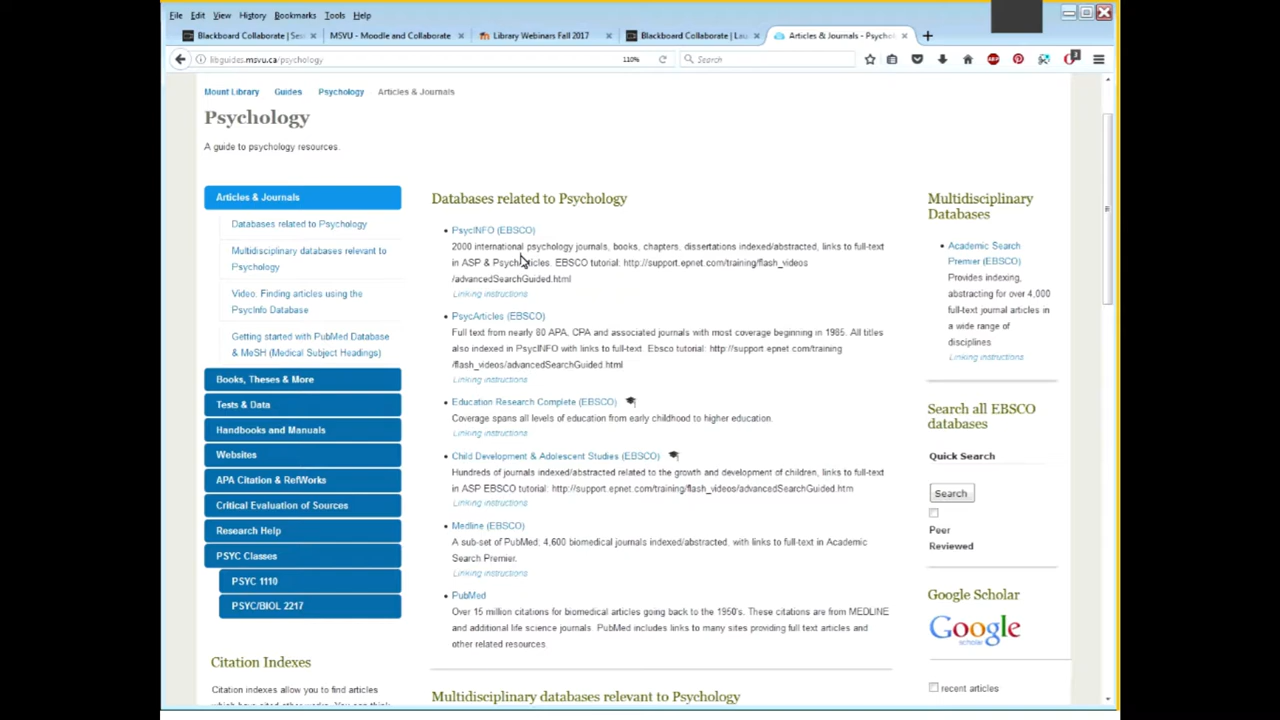 File Edit View History Bookmarks Tools Help
Blackboard Collaborate | Ses × MSVU - Moodle and Collaborate × Library Webinars Fall 2017 × Blackboard Collaborate | Lau × Articles & Journals - Psychol ×
libguides.msvu.ca/psychology 110% Search
Mount Library Guides Psychology Articles & Journals
Psychology
A guide to psychology resources.
Articles & Journals
Databases related to Psychology
Multidisciplinary databases relevant to
Psychology
Video: Finding articles using the
PsycInfo Database
Getting started with PubMed Database
& MeSH (Medical Subject Headings)
Books, Theses & More
Tests & Data
Handbooks and Manuals
Websites
APA Citation & RefWorks
Critical Evaluation of Sources
Research Help
PSYC Classes
PSYC 1110
PSYC/BIOL 2217
Citation Indexes
Citation indexes allow you to find articles
Databases related to Psychology
• PsycINFO (EBSCO)
2000 international psychology journals, books, chapters, dissertations indexed/abstracted, links to full-text
in ASP & PsychArticles. EBSCO tutorial: http://support.epnet.com/training/flash_videos
/advancedSearchGuided.html
Linking instructions
• PsycArticles (EBSCO)
Full text from nearly 80 APA, CPA and associated journals with most coverage beginning in 1985. All titles
also indexed in PsycINFO with links to full-text. Ebsco tutorial: http://support.epnet.com/training
/flash_videos/advancedSearchGuided.html
Linking instructions
• Education Research Complete (EBSCO)
Coverage spans all levels of education from early childhood to higher education.
Linking instructions
• Child Development & Adolescent Studies (EBSCO)
Hundreds of journals indexed/abstracted related to the growth and development of children, links to full-text
in ASP EBSCO tutorial: http://support.epnet.com/training/flash_videos/advancedSearchGuided.htm
Linking instructions
• Medline (EBSCO)
A sub-set of PubMed; 4,600 biomedical journals indexed/abstracted, with links to full-text in Academic
Search Premier.
Linking instructions
• PubMed
Over 15 million citations for biomedical articles going back to the 1950's. These citations are from MEDLINE
and additional life science journals. PubMed includes links to many sites providing full text articles and
other related resources.
Multidisciplinary databases relevant to Psychology
Multidisciplinary
Databases
• Academic Search
Premier (EBSCO)
Provides indexing,
abstracting for over 4,000
full-text journal articles in
a wide range of
disciplines.
Linking instructions
Search all EBSCO
databases
Quick Search
Search
Peer
Reviewed
Google Scholar
Google
scholar
recent articles